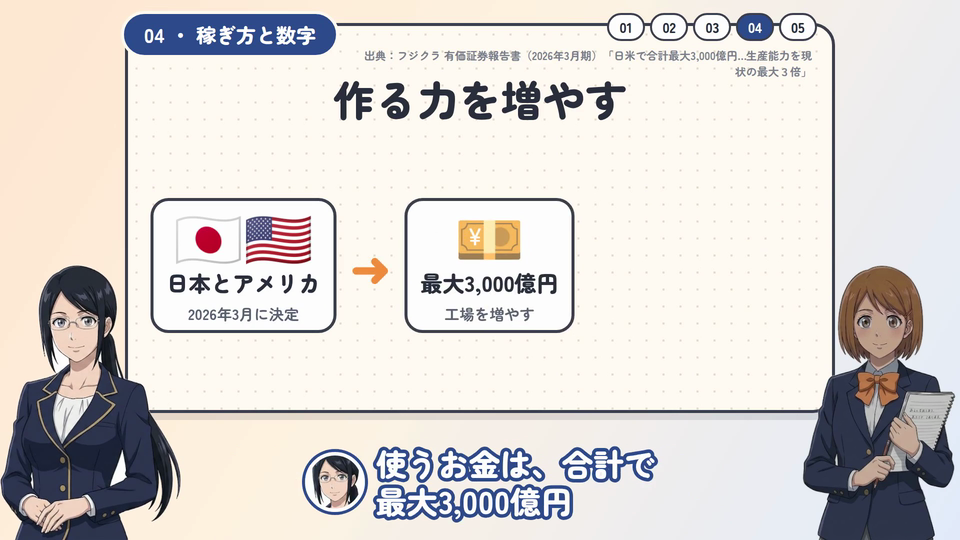 04 ・ 稼ぎ方と数字
01 02 03 04 05
出典：フジクラ 有価証券報告書（2026年3月期）「日米で合計最大3,000億円…生産能力を現
状の最大３倍」
作る力を増やす
日本とアメリカ
2026年3月に決定
最大3,000億円
工場を増やす
使うお金は、合計で
最大3,000億円